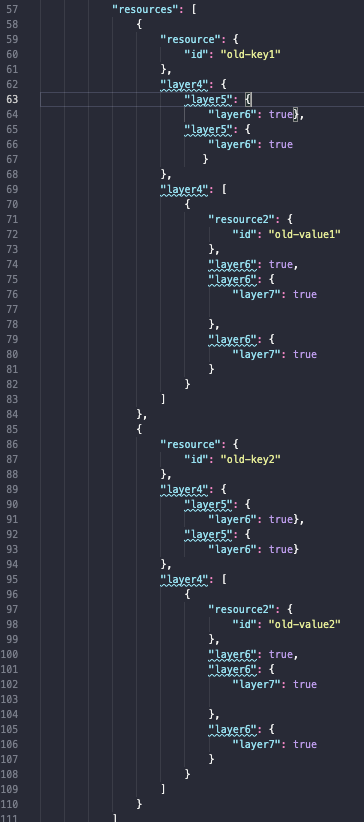 57 "resources": [
58 {
59 "resource": {
60 "id": "old-key1"
61 },
62 "layer4": {
63 "layer5": {
64 "layer6": true},
65 "layer5": {
66 "layer6": true
67 }
68 },
69 "layer4": [
70 {
71 "resource2": {
72 "id": "old-value1"
73 },
74 "layer6": true,
75 "layer6": {
76 "layer7": true
77
78 },
79 "layer6": {
80 "layer7": true
81 }
82 }
83 ]
84 },
85 {
86 "resource": {
87 "id": "old-key2"
88 },
89 "layer4": {
90 "layer5": {
91 "layer6": true},
92 "layer5": {
93 "layer6": true}
94 },
95 "layer4": [
96 {
97 "resource2": {
98 "id": "old-value2"
99 },
100 "layer6": true,
101 "layer6": {
102 "layer7": true
103
104 },
105 "layer6": {
106 "layer7": true
107 }
108 }
109 ]
110 }
111 ]